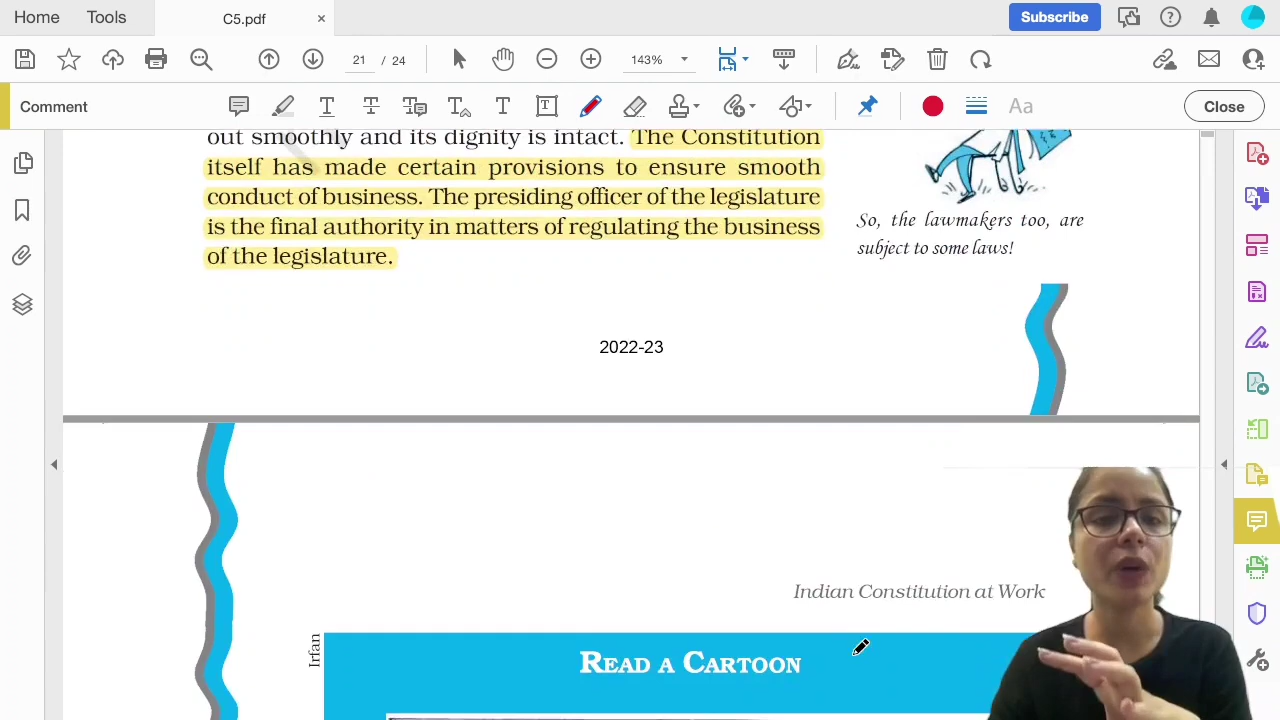 Home Tools C5.pdf × Subscribe
21 / 24 143%
Comment Close
out smoothly and its dignity is intact. The Constitution
itself has made certain provisions to ensure smooth
conduct of business. The presiding officer of the legislature
is the final authority in matters of regulating the business
of the legislature.
So, the lawmakers too, are
subject to some laws!
2022-23
Indian Constitution at Work
Irfan
READ A CARTOON